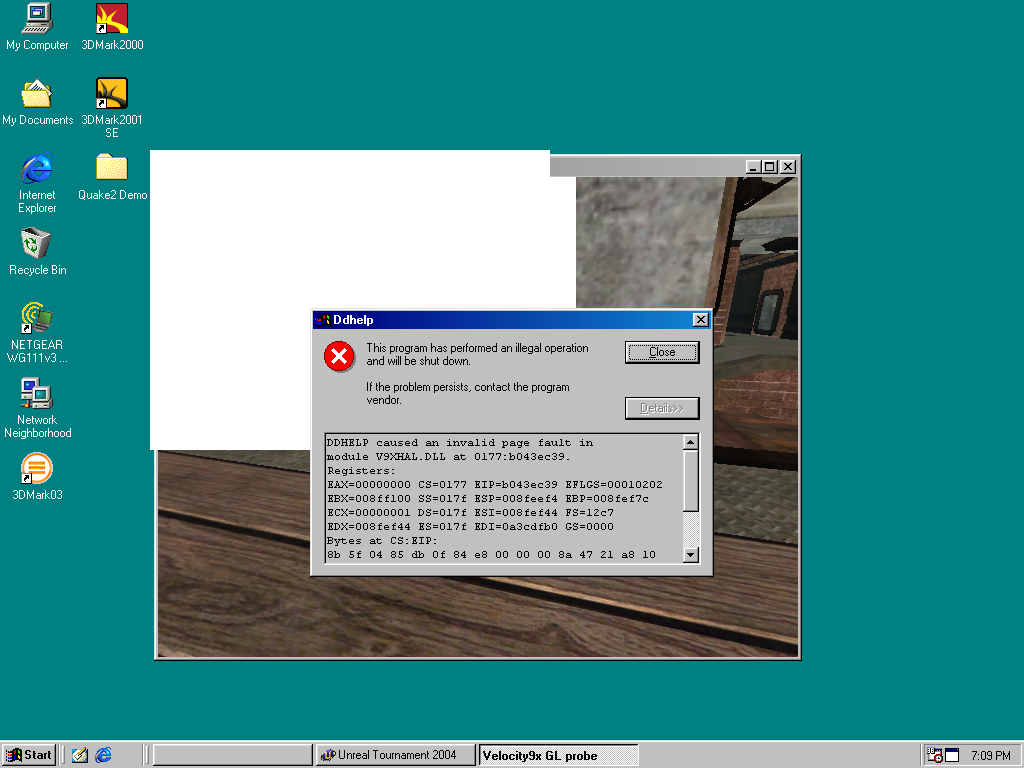 My Computer
3DMark2000
My Documents
3DMark2001
SE
Internet
Explorer
Quake2 Demo
Recycle Bin
NETGEAR
WG111v3 ...
Network
Neighborhood
3DMark03
Ddhelp
This program has performed an illegal operation
and will be shut down.
If the problem persists, contact the program
vendor.
Close
Details>>
DDHELP caused an invalid page fault in
module V9XHAL.DLL at 0177:b043ec39.
Registers:
EAX=00000000 CS=0177 EIP=b043ec39 EFLGS=00010202
EBX=008ff100 SS=017f ESP=008feef4 EBP=008fef7c
ECX=00000001 DS=017f ESI=008fef44 FS=12c7
EDX=008fef44 ES=017f EDI=0a3cdfb0 GS=0000
Bytes at CS:EIP:
8b 5f 04 85 db 0f 84 e8 00 00 00 8a 47 21 a8 10
Start
Unreal Tournament 2004
Velocity9x GL probe
7:09 PM